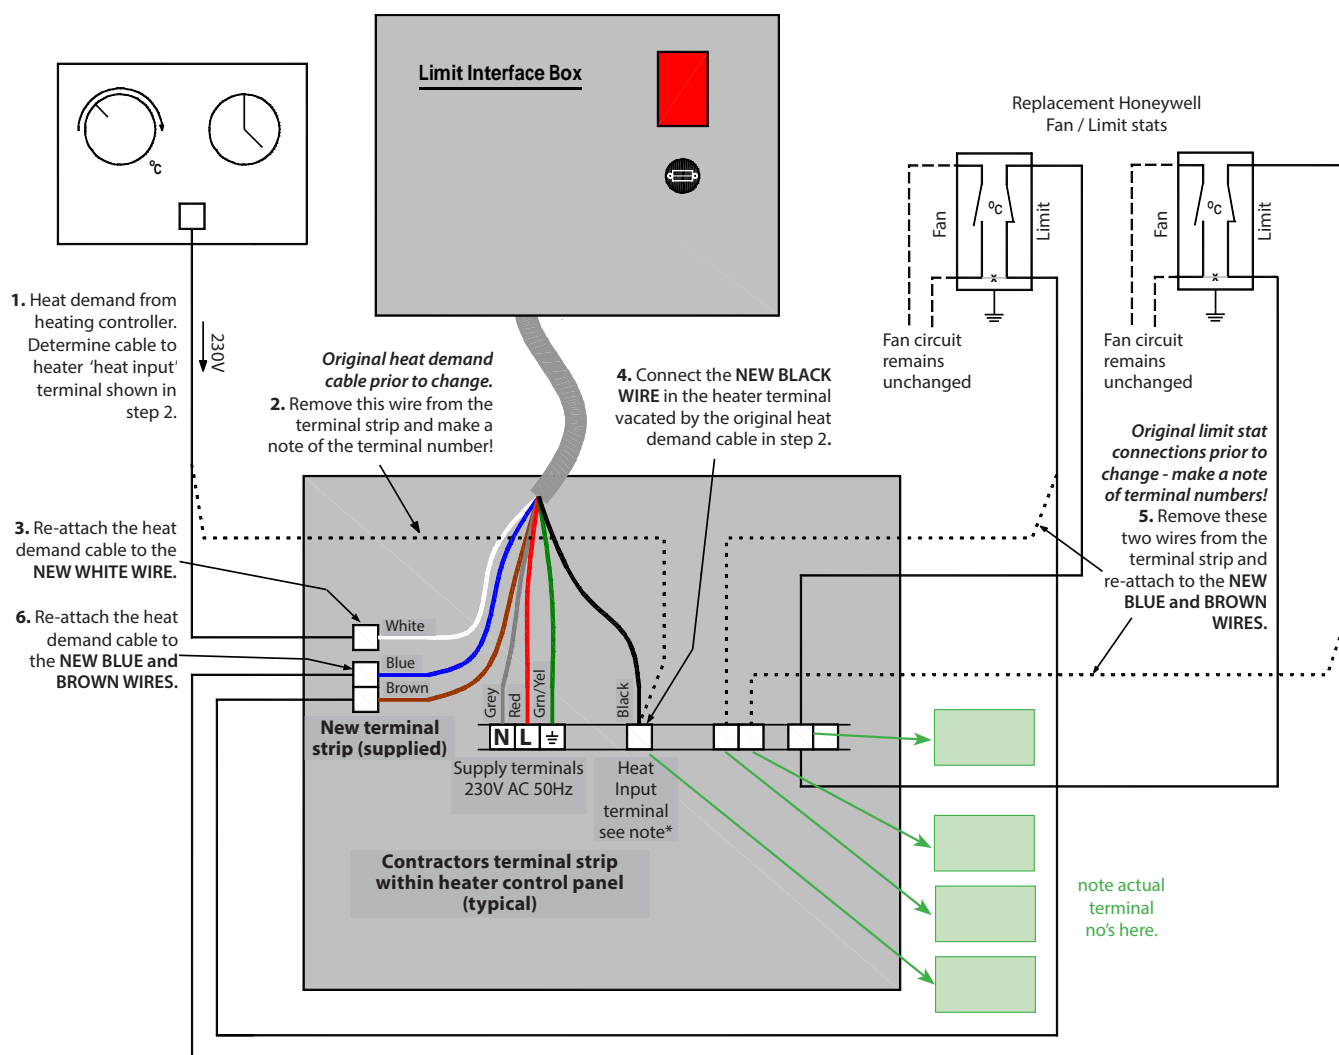 Limit Interface Box
°C
Replacement Honeywell
Fan / Limit stats
Fan
°C
Limit
Fan
°C
Limit
Fan circuit
remains
unchanged
Fan circuit
remains
unchanged
1. Heat demand from
heating controller.
Determine cable to
heater ‘heat input’
terminal shown in
step 2.
230V
Original heat demand
cable prior to change.
2. Remove this wire from the
terminal strip and make a
note of the terminal number!
4. Connect the NEW BLACK
WIRE in the heater terminal
vacated by the original heat
demand cable in step 2.
Original limit stat
connections prior to
change - make a note
of terminal numbers!
5. Remove these
two wires from the
terminal strip and
re-attach to the NEW
BLUE and BROWN
WIRES.
3. Re-attach the heat
demand cable to the
NEW WHITE WIRE.
6. Re-attach the heat
demand cable to
the NEW BLUE and
BROWN WIRES.
White
Blue
Brown
New terminal
strip (supplied)
Grey
Red
Grn/Yel
Black
N L
Supply terminals
230V AC 50Hz
Heat
Input
terminal
see note*
Contractors terminal strip
within heater control panel
(typical)
note actual
terminal
no's here.